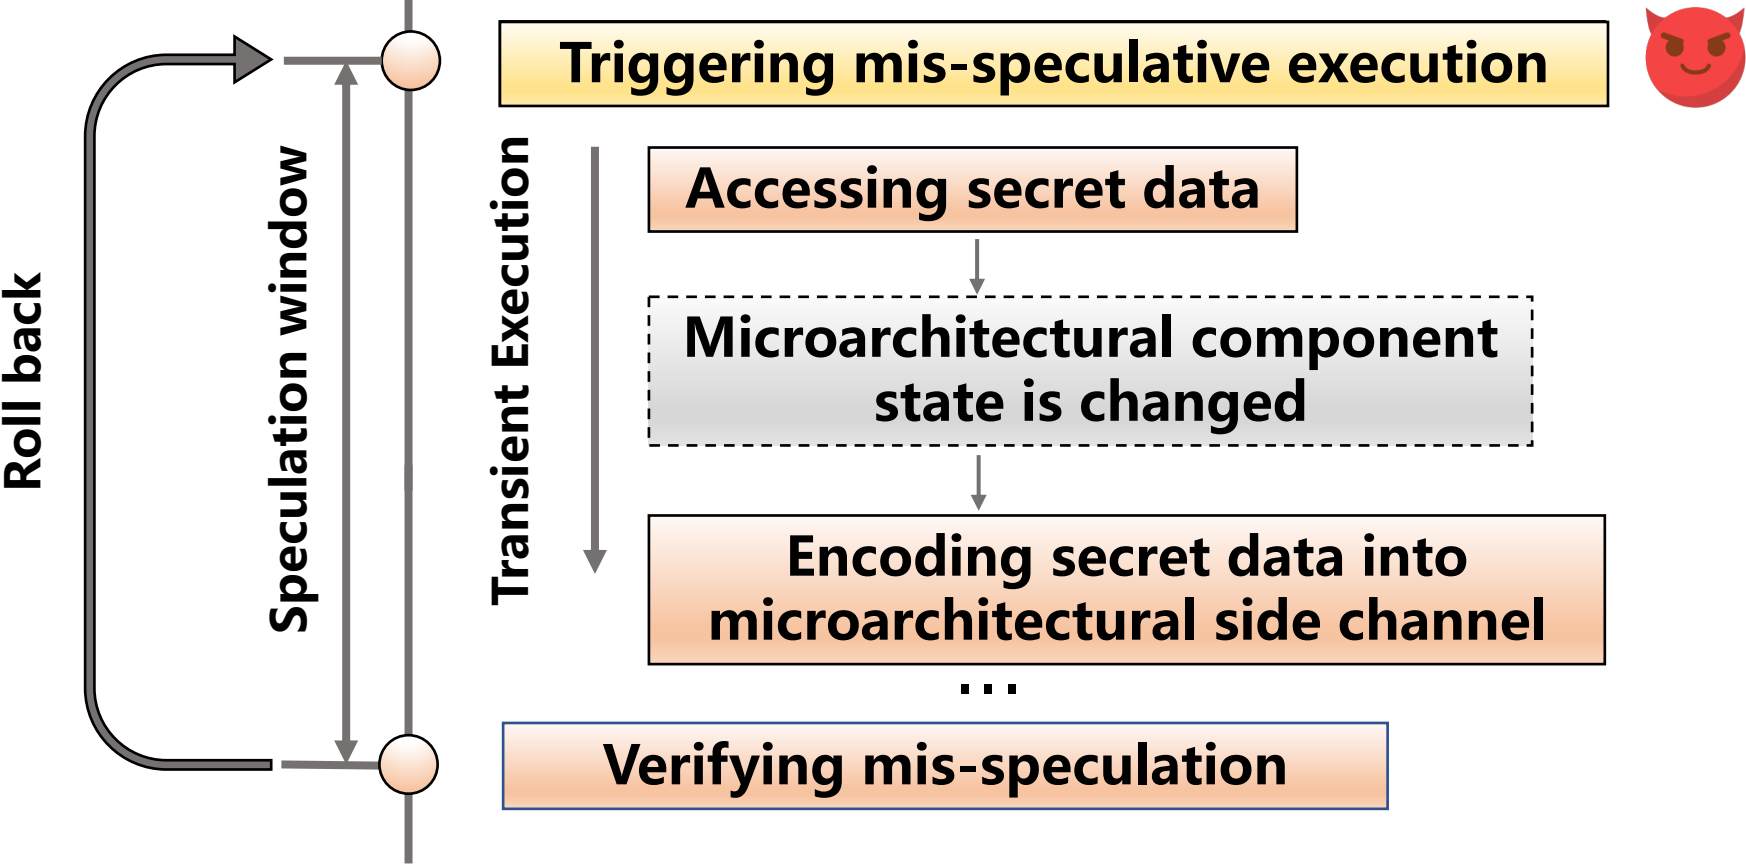 Triggering mis-speculative execution
Roll back
Speculation window
Transient Execution
Accessing secret data
Microarchitectural component
state is changed
Encoding secret data into
microarchitectural side channel
...
Verifying mis-speculation